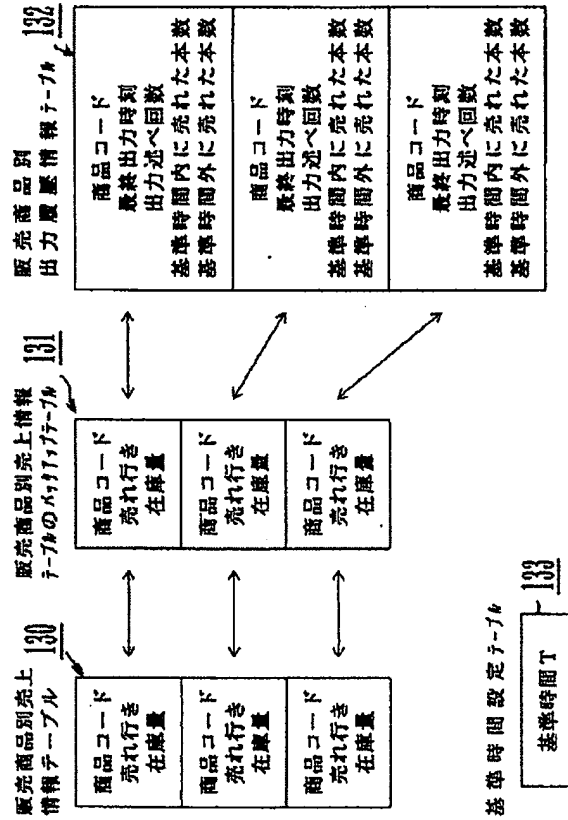 販売商品別売上
情報テーブル
130
商品コード
売れ行き
在庫量
商品コード
売れ行き
在庫量
商品コード
売れ行き
在庫量
販売商品別売上情報
テーブルのバックアップテーブル
131
商品コード
売れ行き
在庫量
商品コード
売れ行き
在庫量
商品コード
売れ行き
在庫量
販売商品別
出力履歴情報テーブル
132
商品コード
最終出力時刻
出力述べ回数
基準時間内に売れた本数
基準時間外に売れた本数
商品コード
最終出力時刻
出力述べ回数
基準時間内に売れた本数
基準時間外に売れた本数
商品コード
最終出力時刻
出力述べ回数
基準時間内に売れた本数
基準時間外に売れた本数
基準時間設定テーブル
133
基準時間T